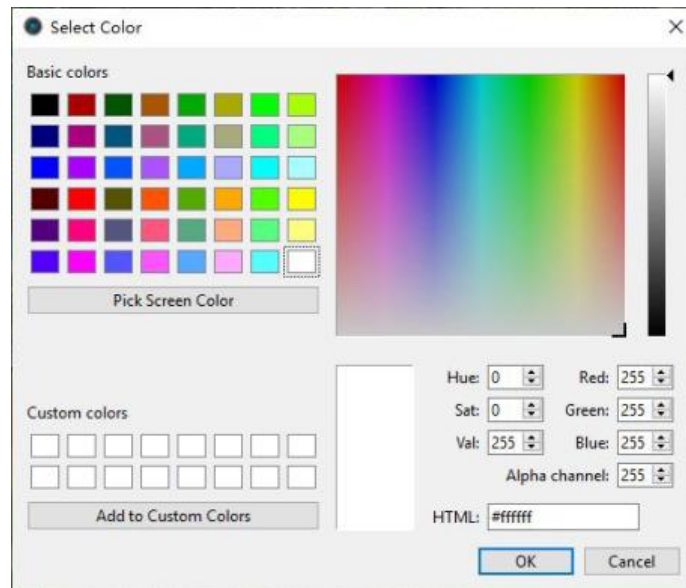 Select Color
Basic colors
Pick Screen Color
Custom colors
Add to Custom Colors
Hue: 0
Red: 255
Sat: 0
Green: 255
Val: 255
Blue: 255
Alpha channel: 255
HTML: #ffffff
OK
Cancel